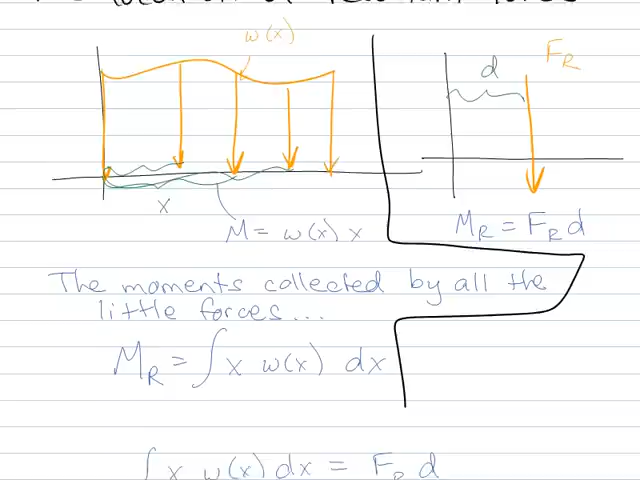 w(x)
d
F_R
x
M = w(x) x
M_R = F_R d
The moments collected by all the
little forces...
M_R = ∫ x w(x) dx
∫ x w(x) dx = F_R d